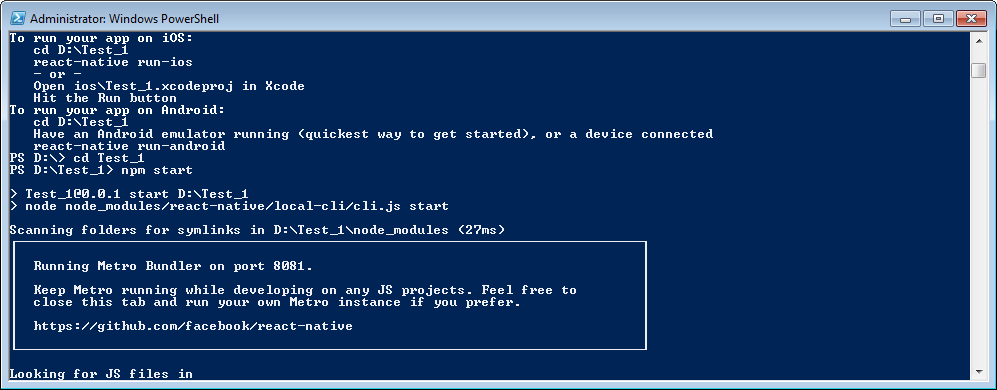 Administrator: Windows PowerShell
To run your app on iOS:
cd D:\Test_1
react-native run-ios
- or -
Open ios\Test_1.xcodeproj in Xcode
Hit the Run button
To run your app on Android:
cd D:\Test_1
Have an Android emulator running (quickest way to get started), or a device connected
react-native run-android
PS D:\> cd Test_1
PS D:\Test_1> npm start
> Test_1@0.0.1 start D:\Test_1
> node node_modules/react-native/local-cli/cli.js start
Scanning folders for symlinks in D:\Test_1\node_modules (27ms)
Running Metro Bundler on port 8081.
Keep Metro running while developing on any JS projects. Feel free to
close this tab and run your own Metro instance if you prefer.
https://github.com/facebook/react-native
Looking for JS files in